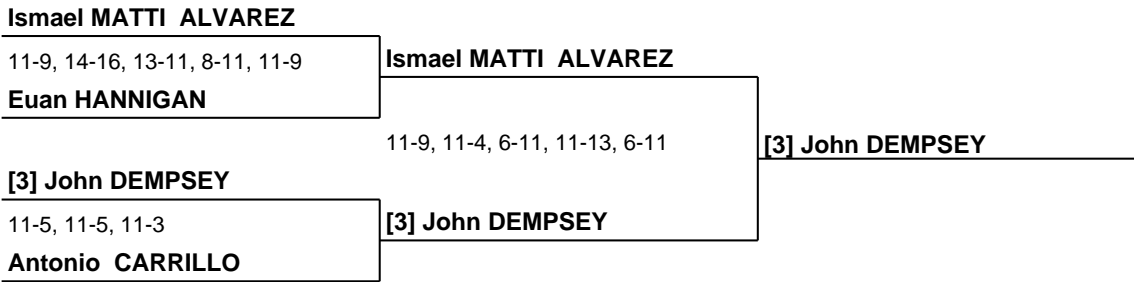 Ismael MATTI ALVAREZ
11-9, 14-16, 13-11, 8-11, 11-9
Ismael MATTI ALVAREZ
Euan HANNIGAN
11-9, 11-4, 6-11, 11-13, 6-11
[3] John DEMPSEY
[3] John DEMPSEY
11-5, 11-5, 11-3
[3] John DEMPSEY
Antonio CARRILLO